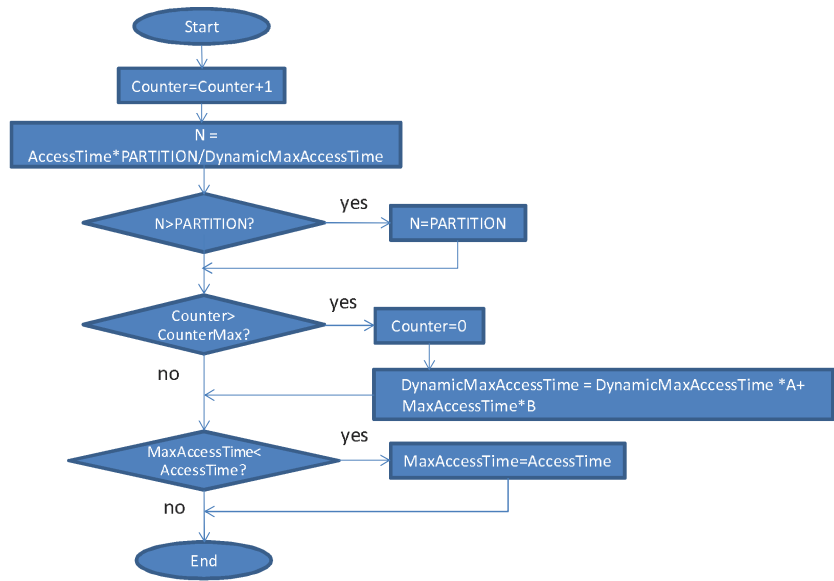 Start
Counter=Counter+1
N =
AccessTime*PARTITION/DynamicMaxAccessTime
N>PARTITION?
yes
N=PARTITION
Counter>
CounterMax?
yes
Counter=0
no
DynamicMaxAccessTime = DynamicMaxAccessTime *A+
MaxAccessTime*B
MaxAccessTime<
AccessTime?
yes
MaxAccessTime=AccessTime
no
End